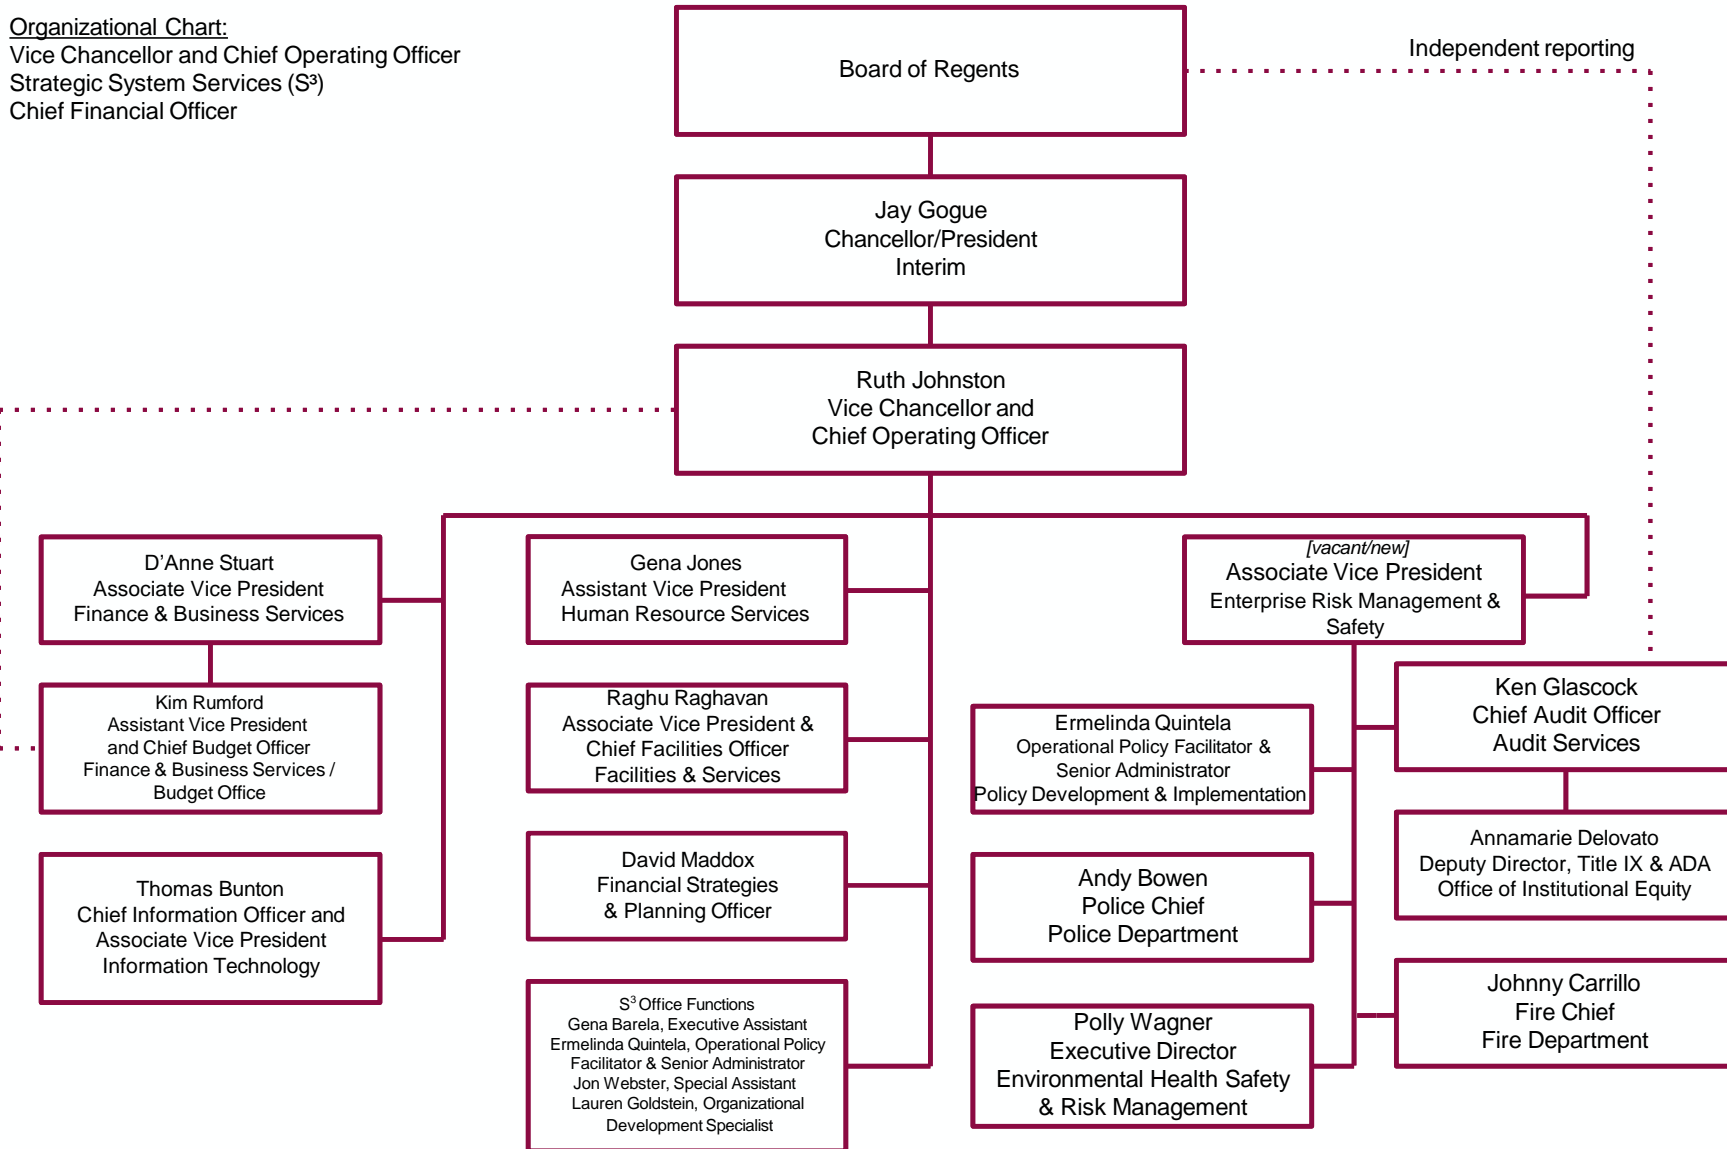 Organizational Chart:
Vice Chancellor and Chief Operating Officer
Strategic System Services (S³)
Chief Financial Officer
Board of Regents
Independent reporting
Jay Gogue
Chancellor/President
Interim
Ruth Johnston
Vice Chancellor and
Chief Operating Officer
D’Anne Stuart
Associate Vice President
Finance & Business Services
Kim Rumford
Assistant Vice President
and Chief Budget Officer
Finance & Business Services /
Budget Office
Thomas Bunton
Chief Information Officer and
Associate Vice President
Information Technology
Gena Jones
Assistant Vice President
Human Resource Services
Raghu Raghavan
Associate Vice President &
Chief Facilities Officer
Facilities & Services
David Maddox
Financial Strategies
& Planning Officer
S³ Office Functions
Gena Barela, Executive Assistant
Ermelinda Quintela, Operational Policy
Facilitator & Senior Administrator
Jon Webster, Special Assistant
Lauren Goldstein, Organizational
Development Specialist
[vacant/new]
Associate Vice President
Enterprise Risk Management &
Safety
Ermelinda Quintela
Operational Policy Facilitator &
Senior Administrator
Policy Development & Implementation
Andy Bowen
Police Chief
Police Department
Polly Wagner
Executive Director
Environmental Health Safety
& Risk Management
Ken Glascock
Chief Audit Officer
Audit Services
Annamarie Delovato
Deputy Director, Title IX & ADA
Office of Institutional Equity
Johnny Carrillo
Fire Chief
Fire Department